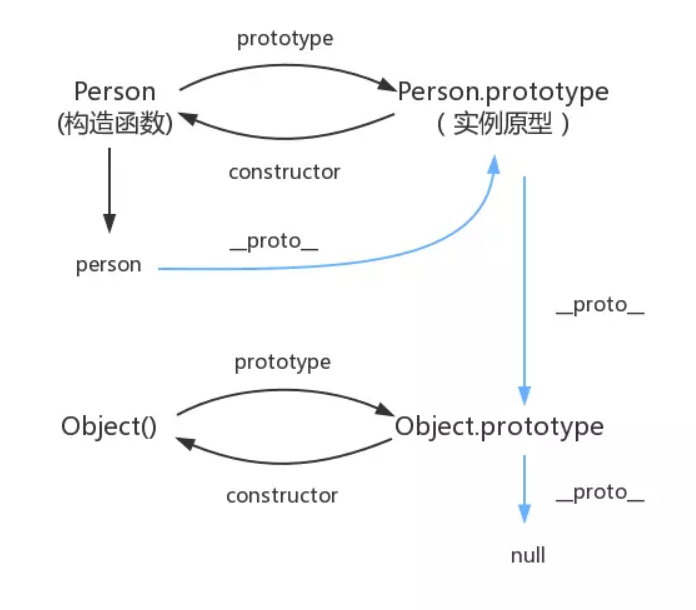 prototype
Person
(构造函数)
Person.prototype
（实例原型）
constructor
__proto__
person
__proto__
prototype
Object()
Object.prototype
constructor
__proto__
null